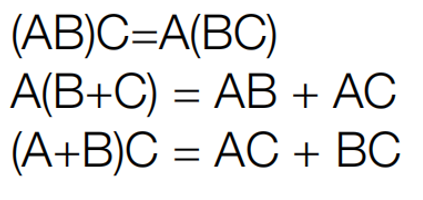 (AB)C=A(BC)
A(B+C) = AB + AC
(A+B)C = AC + BC